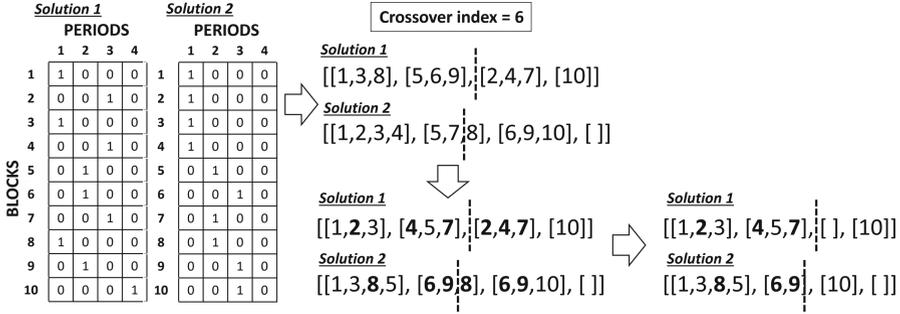 Solution 1
PERIODS
1 2 3 4
BLOCKS
1 1 0 0 0
2 0 0 1 0
3 1 0 0 0
4 0 0 1 0
5 0 1 0 0
6 0 1 0 0
7 0 0 1 0
8 1 0 0 0
9 0 1 0 0
10 0 0 0 1
Solution 2
PERIODS
1 2 3 4
1 1 0 0 0
2 1 0 0 0
3 1 0 0 0
4 1 0 0 0
5 0 1 0 0
6 0 0 1 0
7 0 1 0 0
8 0 1 0 0
9 0 0 1 0
10 0 0 1 0
Crossover index = 6
Solution 1
[[1,3,8], [5,6,9], [2,4,7], [10]]
Solution 2
[[1,2,3,4], [5,7,8], [6,9,10], [ ]]
Solution 1
[[1,2,3], [4,5,7], [2,4,7], [10]]
Solution 2
[[1,3,8,5], [6,9,8], [6,9,10], [ ]]
Solution 1
[[1,2,3], [4,5,7], [ ], [10]]
Solution 2
[[1,3,8,5], [6,9], [10], [ ]]